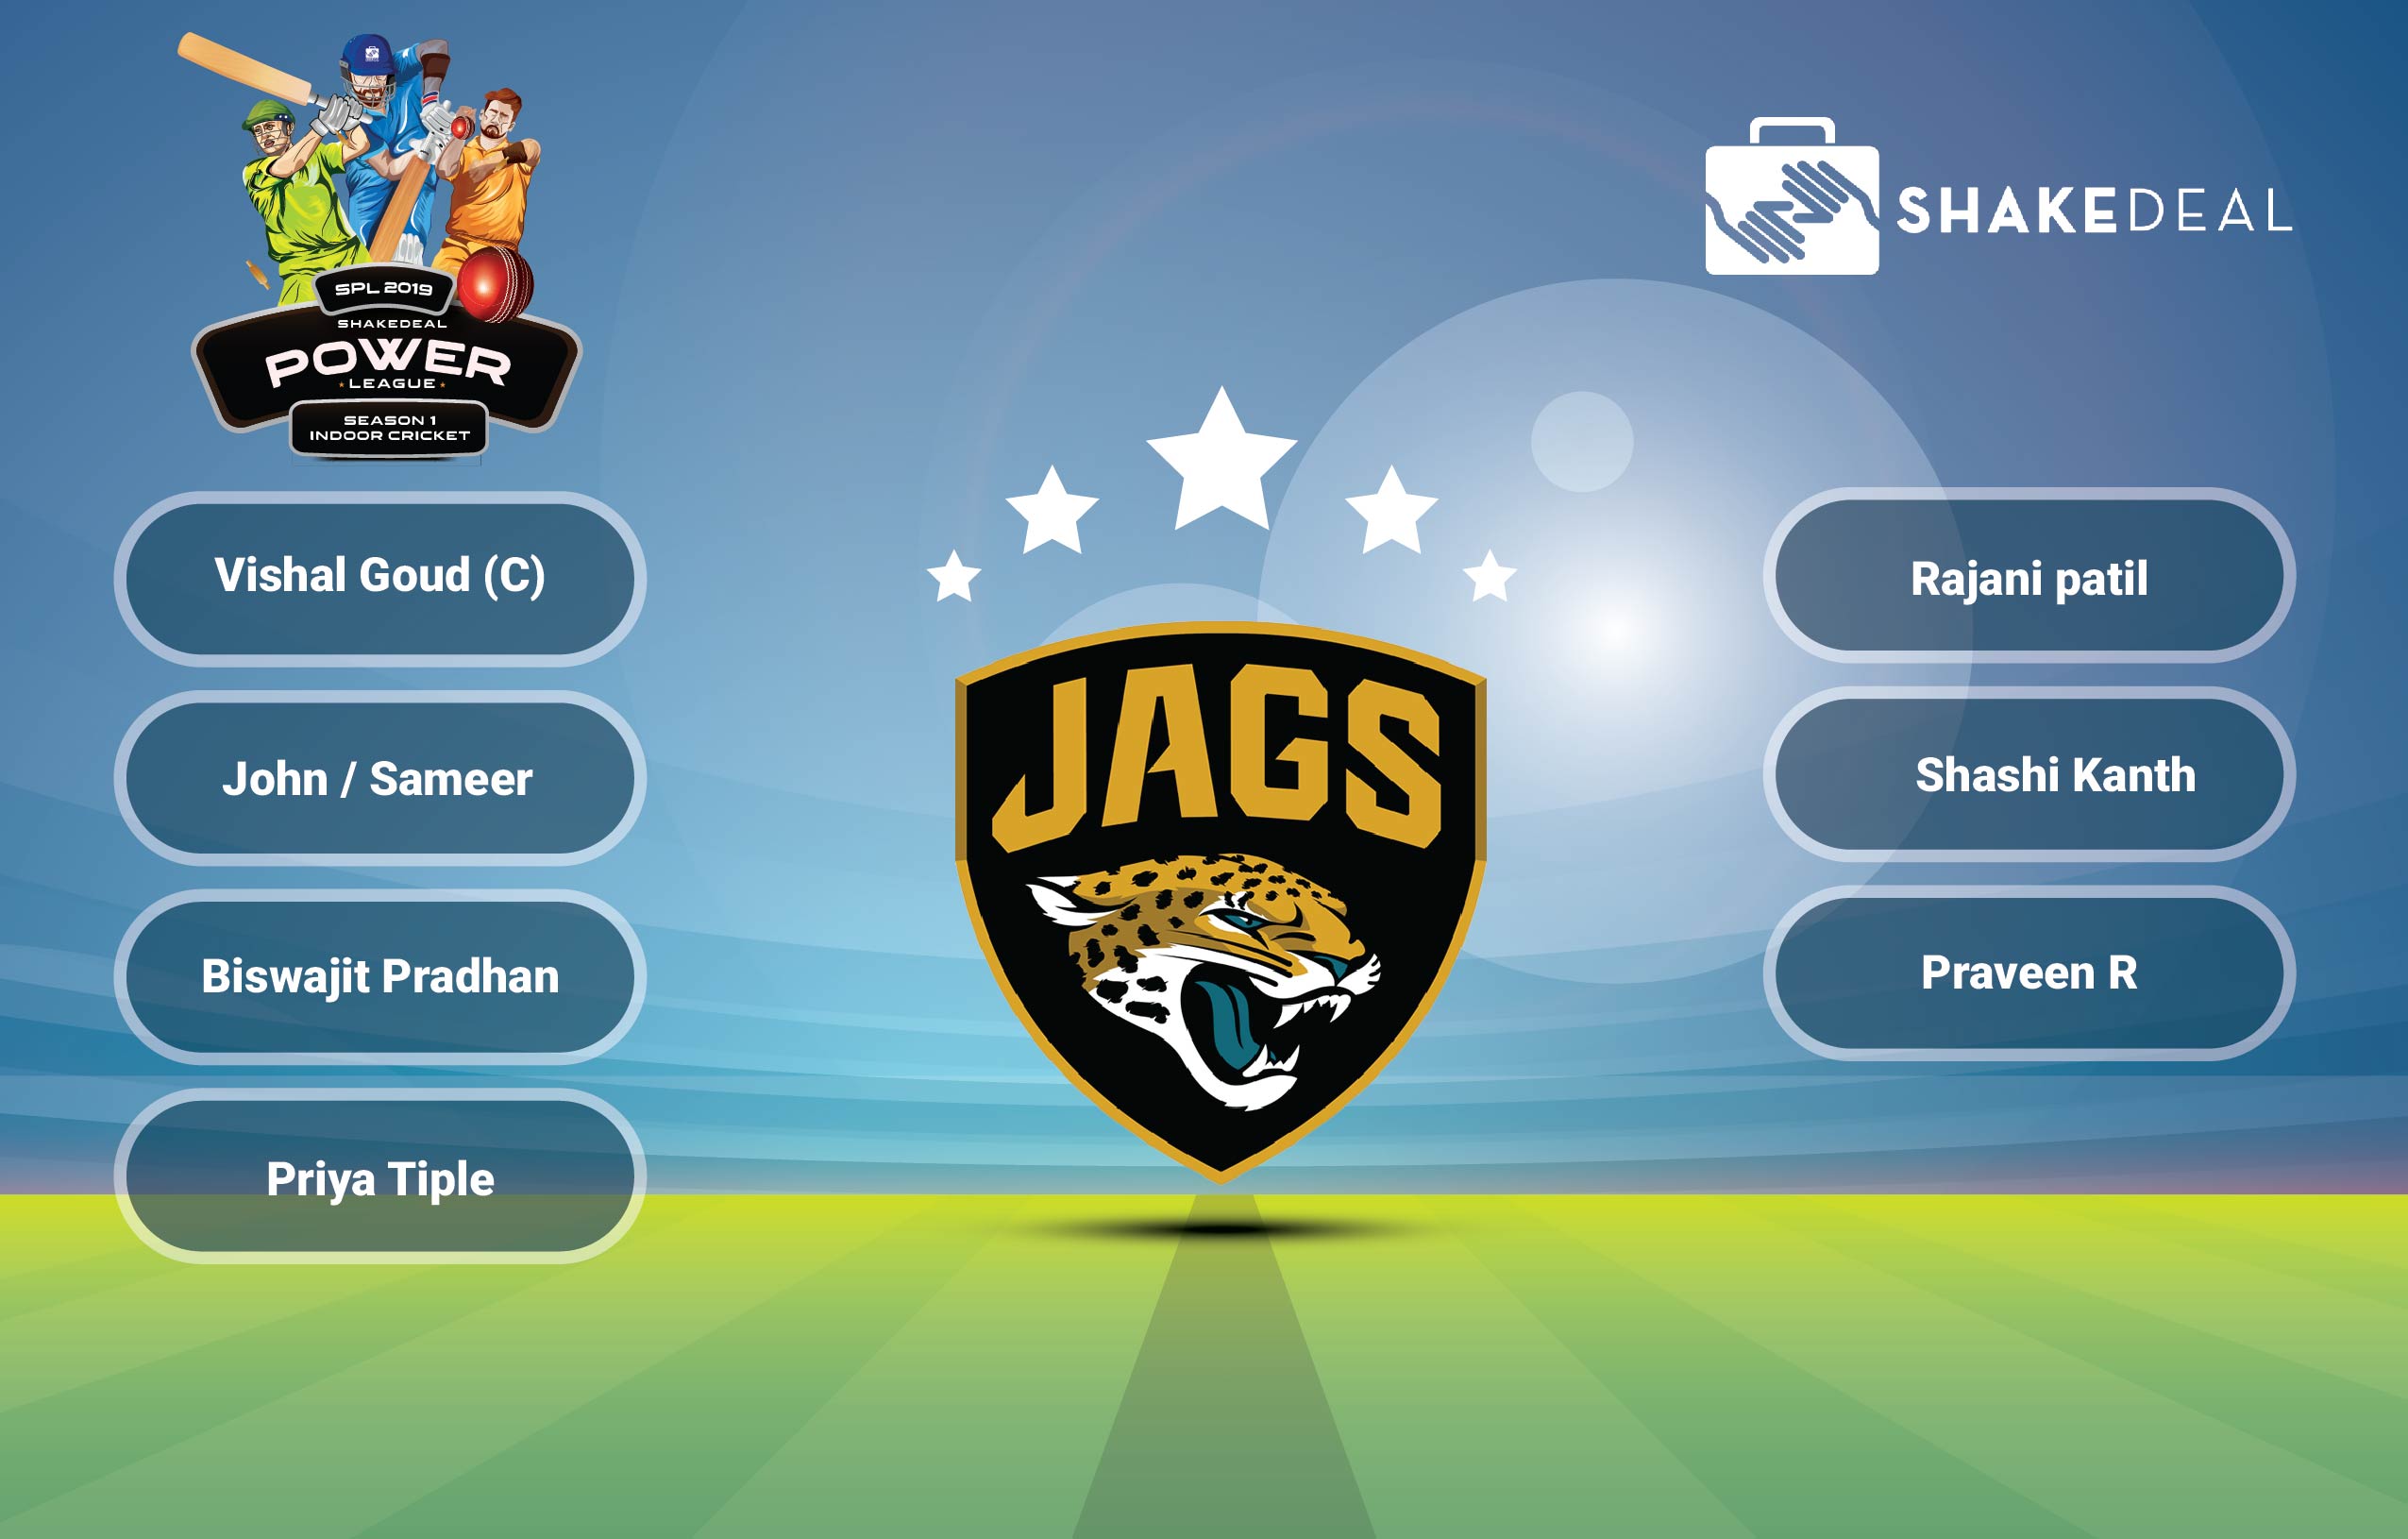 SPL 2019
SHAKEDEAL
POWER
LEAGUE
SEASON 1
INDOOR CRICKET
SHAKEDEAL
Vishal Goud (C)
John / Sameer
Biswajit Pradhan
Priya Tiple
JAGS
Rajani patil
Shashi Kanth
Praveen R